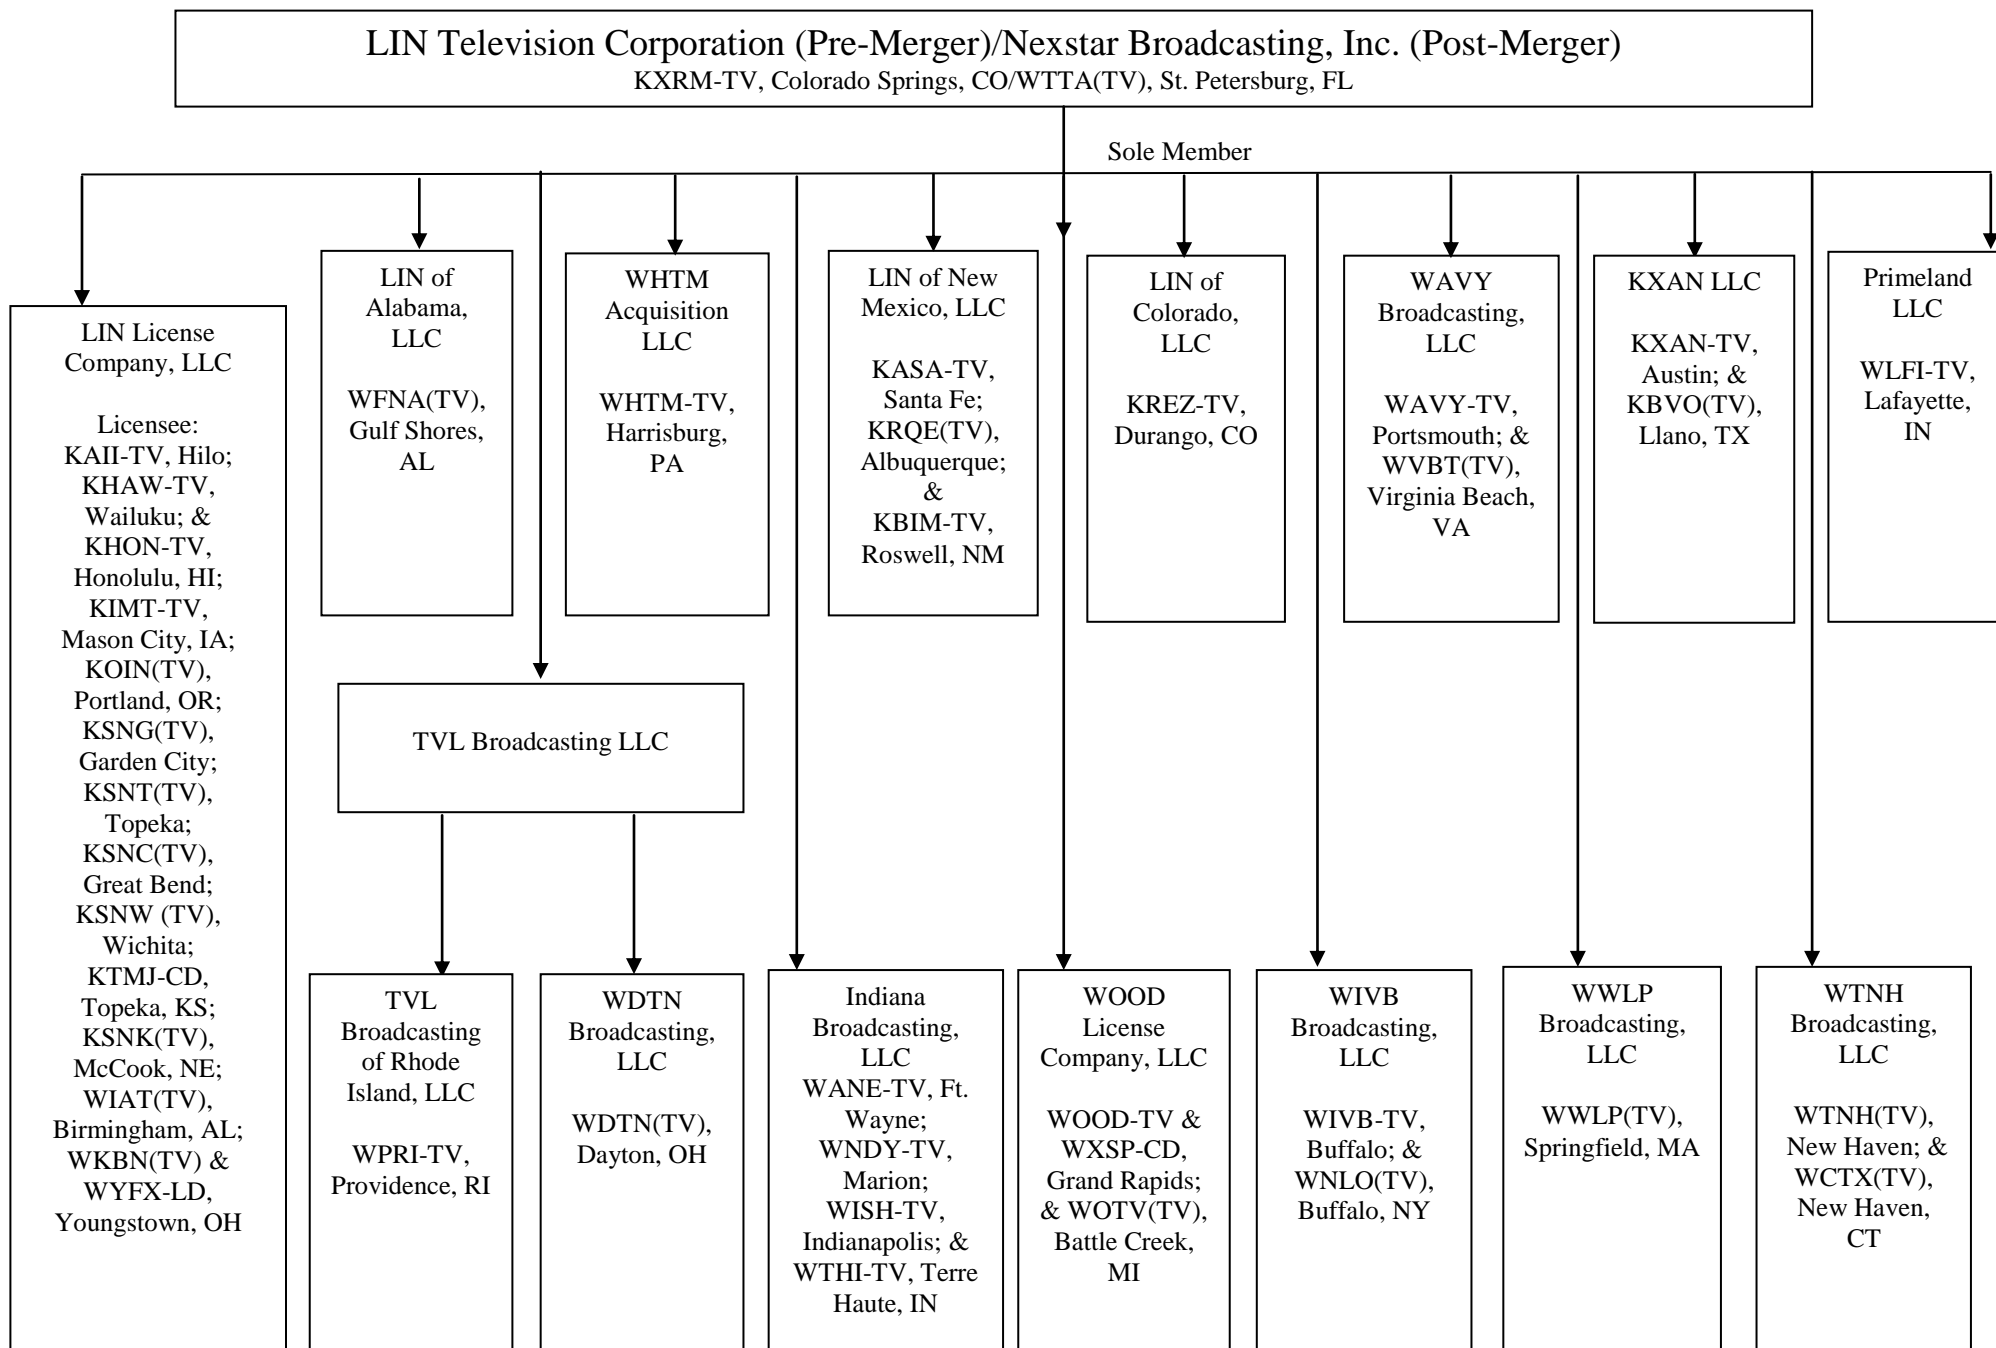 LIN Television Corporation (Pre-Merger)/Nexstar Broadcasting, Inc. (Post-Merger)
KXRM-TV, Colorado Springs, CO/WTTA(TV), St. Petersburg, FL
Sole Member
LIN License
Company, LLC
Licensee:
KAII-TV, Hilo;
KHAW-TV,
Wailuku; &
KHON-TV,
Honolulu, HI;
KIMT-TV,
Mason City, IA;
KOIN(TV),
Portland, OR;
KSNG(TV),
Garden City;
KSNT(TV),
Topeka;
KSNC(TV),
Great Bend;
KSNW (TV),
Wichita;
KTMJ-CD,
Topeka, KS;
KSNK(TV),
McCook, NE;
WIAT(TV),
Birmingham, AL;
WKBN(TV) &
WYFX-LD,
Youngstown, OH
LIN of
Alabama,
LLC
WFNA(TV),
Gulf Shores,
AL
WHTM
Acquisition
LLC
WHTM-TV,
Harrisburg,
PA
LIN of New
Mexico, LLC
KASA-TV,
Santa Fe;
KRQE(TV),
Albuquerque;
&
KBIM-TV,
Roswell, NM
LIN of
Colorado,
LLC
KREZ-TV,
Durango, CO
WAVY
Broadcasting,
LLC
WAVY-TV,
Portsmouth; &
WVBT(TV),
Virginia Beach,
VA
KXAN LLC
KXAN-TV,
Austin; &
KBVO(TV),
Llano, TX
Primeland
LLC
WLFI-TV,
Lafayette,
IN
TVL Broadcasting LLC
TVL
Broadcasting
of Rhode
Island, LLC
WPRI-TV,
Providence, RI
WDTN
Broadcasting,
LLC
WDTN(TV),
Dayton, OH
Indiana
Broadcasting,
LLC
WANE-TV, Ft.
Wayne;
WNDY-TV,
Marion;
WISH-TV,
Indianapolis; &
WTHI-TV, Terre
Haute, IN
WOOD
License
Company, LLC
WOOD-TV &
WXSP-CD,
Grand Rapids;
& WOTV(TV),
Battle Creek,
MI
WIVB
Broadcasting,
LLC
WIVB-TV,
Buffalo; &
WNLO(TV),
Buffalo, NY
WWLP
Broadcasting,
LLC
WWLP(TV),
Springfield, MA
WTNH
Broadcasting,
LLC
WTNH(TV),
New Haven; &
WCTX(TV),
New Haven,
CT